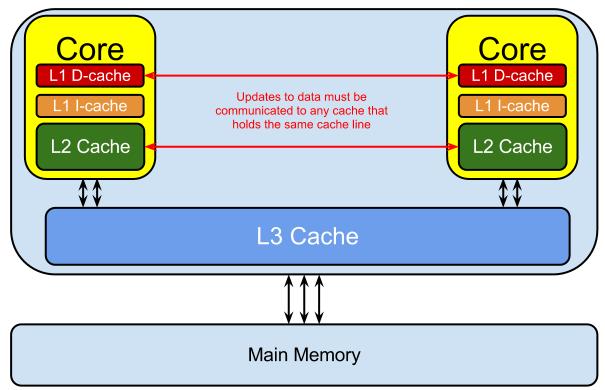 Core
Core
L1 D-cache
L1 D-cache
L1 I-cache
Updates to data must be
communicated to any cache that
holds the same cache line
L1 I-cache
L2 Cache
L2 Cache
L3 Cache
Main Memory